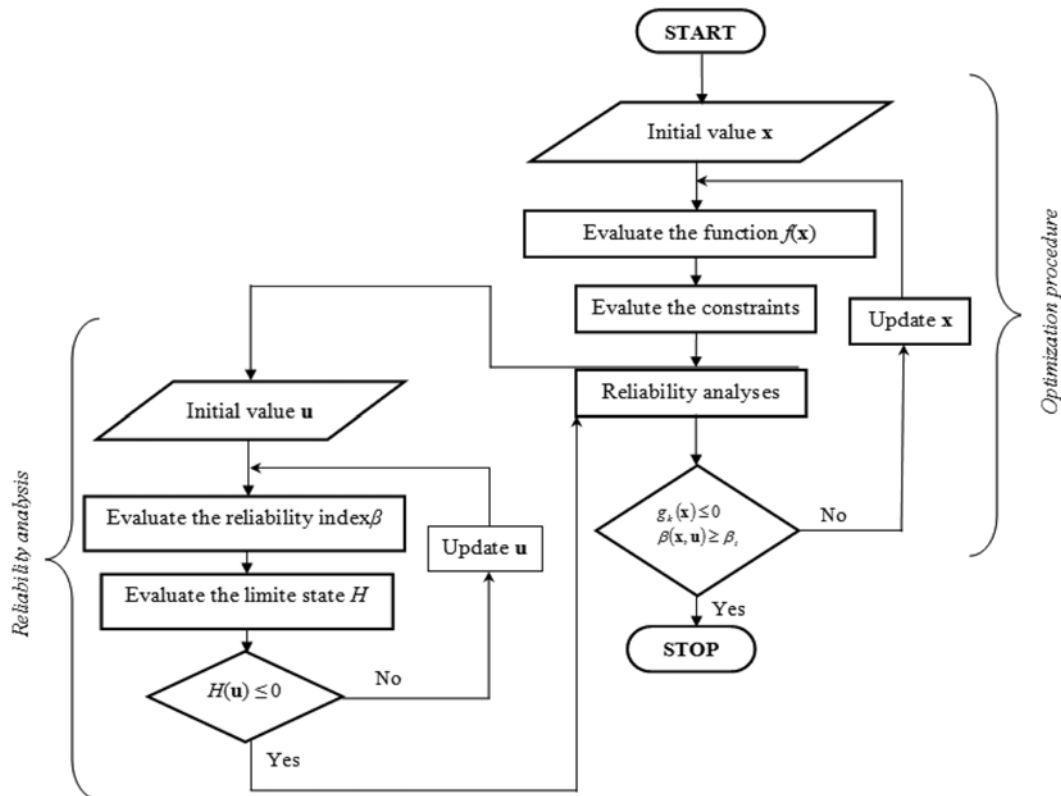 START
Initial value x
Evaluate the function f(x)
Evalute the constraints
Update x
Reliability analyses
g_k(x) ≤ 0
β(x, u) ≥ β_t
No
Yes
STOP
Optimization procedure
Initial value u
Evaluate the reliability indexβ
Update u
Evaluate the limite state H
H(u) ≤ 0
No
Yes
Reliability analysis